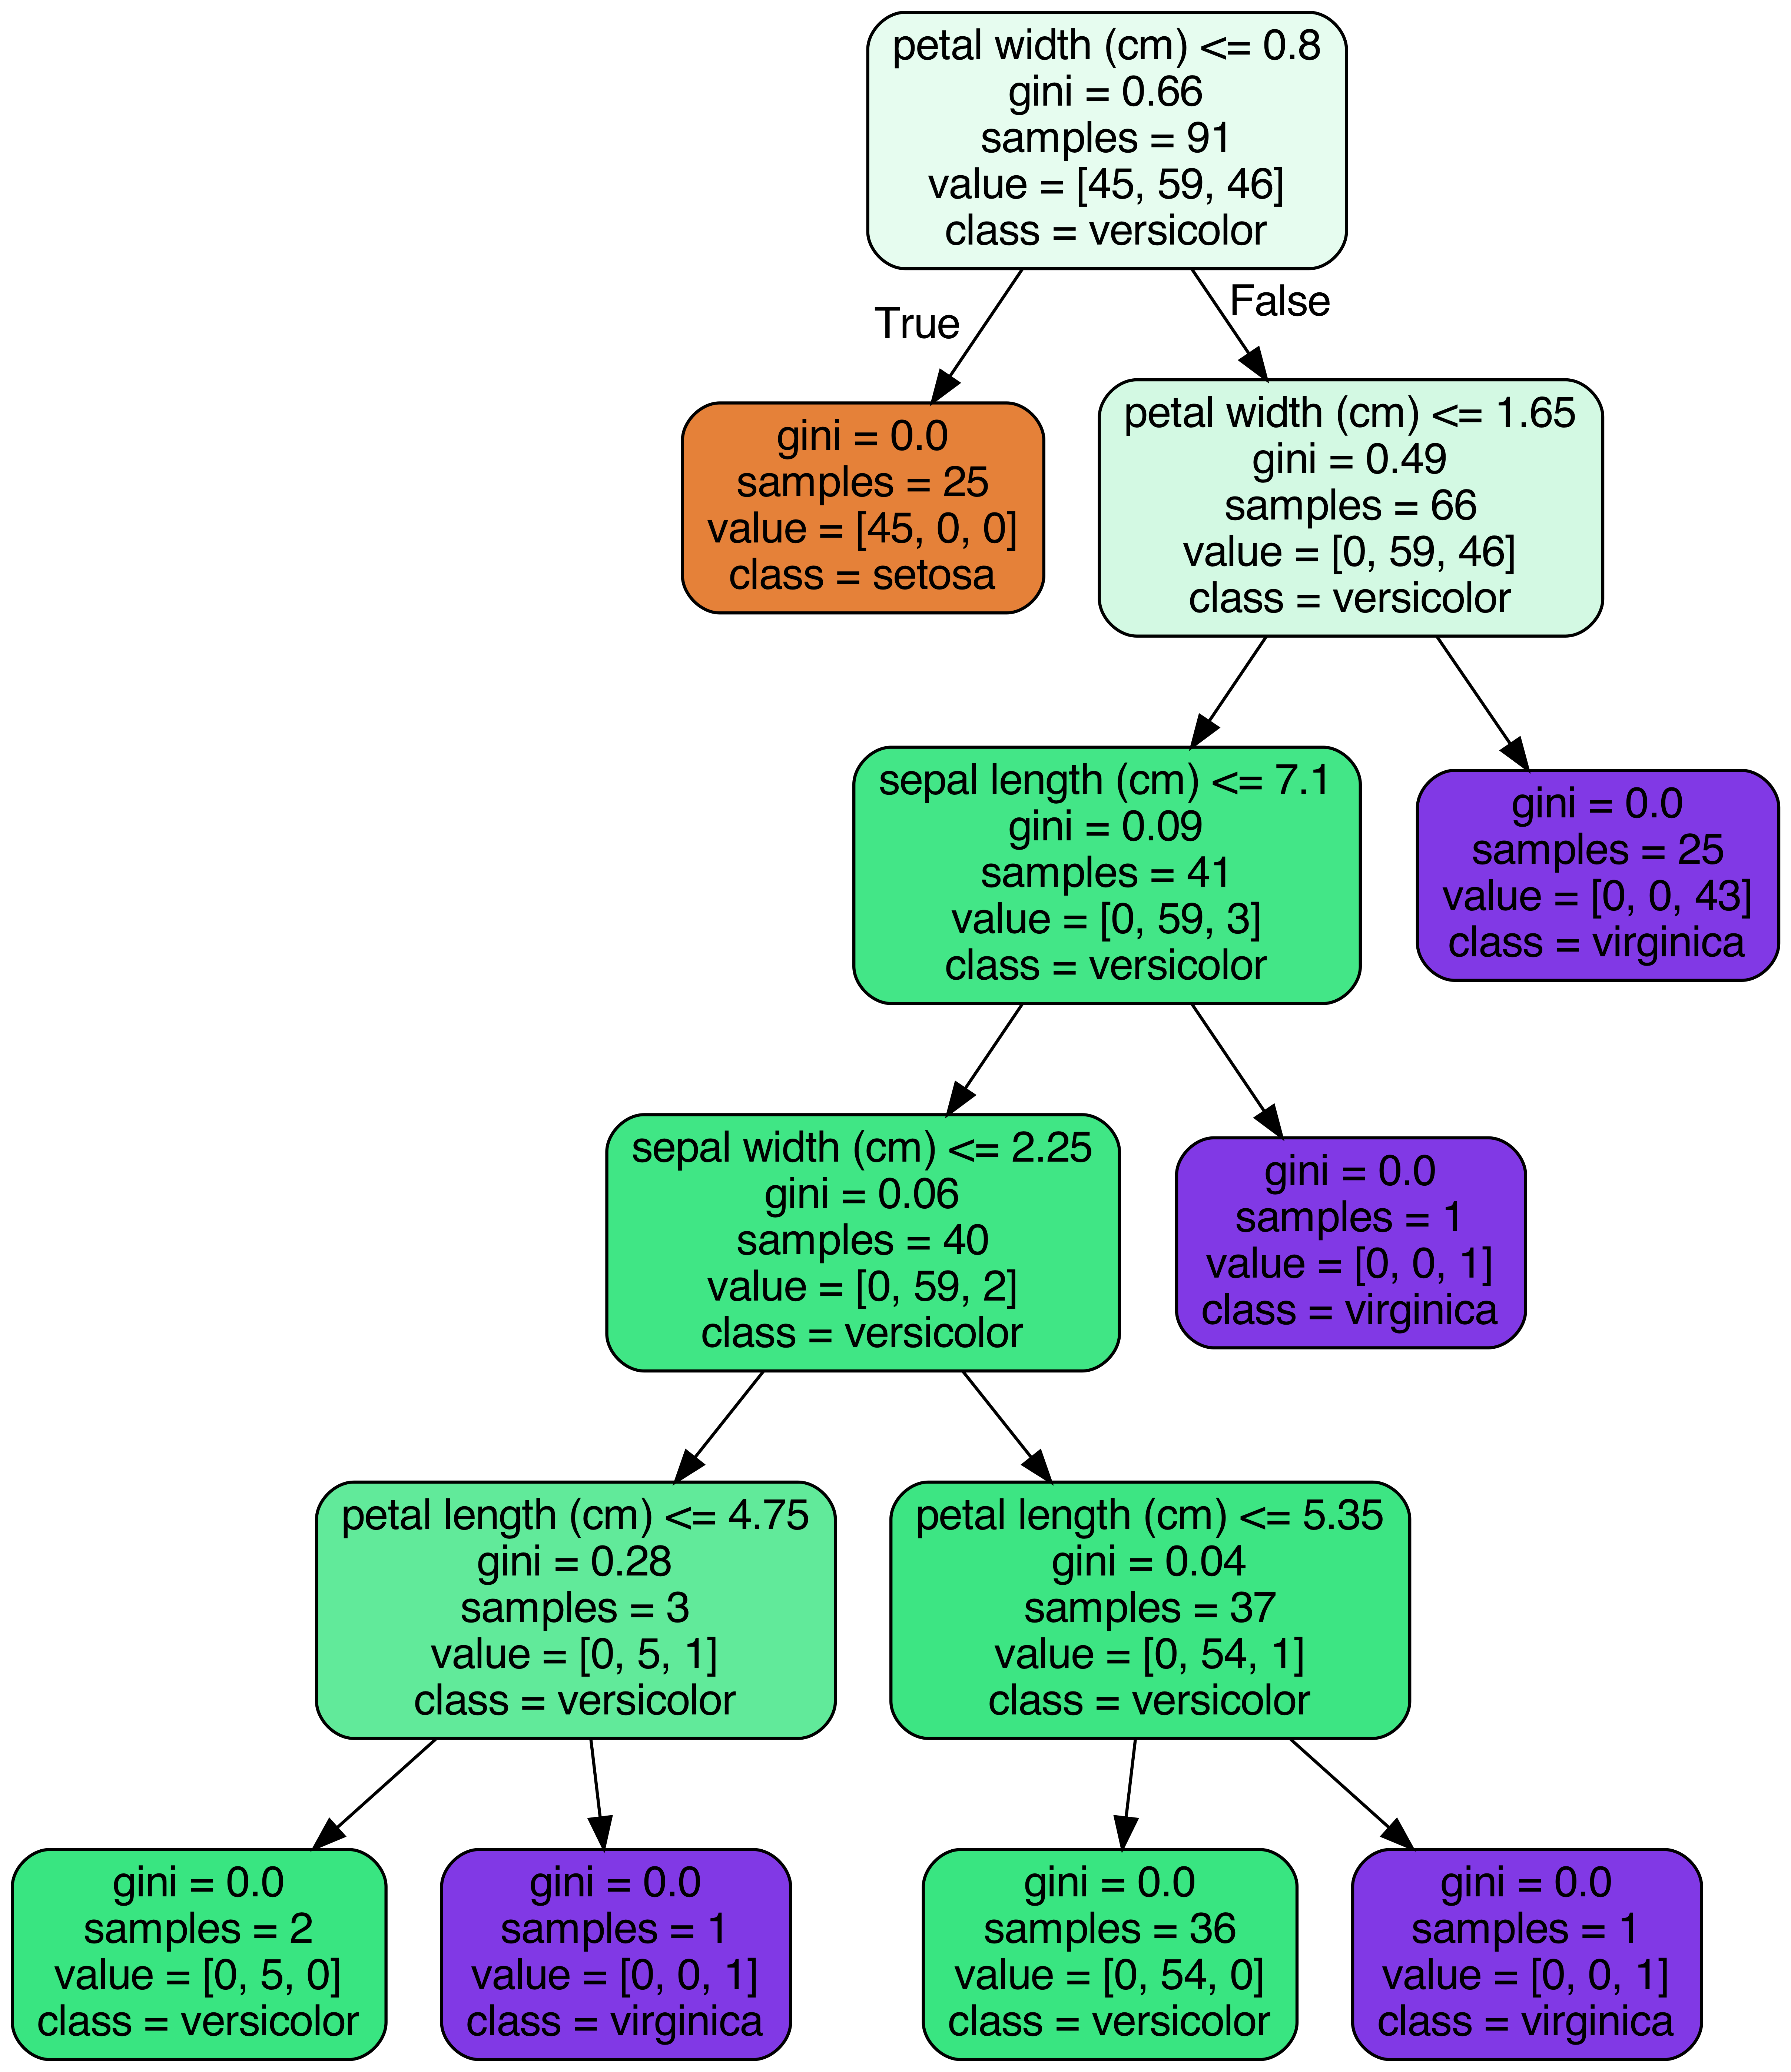 petal width (cm) <= 0.8
gini = 0.66
samples = 91
value = [45, 59, 46]
class = versicolor
True
False
gini = 0.0
samples = 25
value = [45, 0, 0]
class = setosa
petal width (cm) <= 1.65
gini = 0.49
samples = 66
value = [0, 59, 46]
class = versicolor
sepal length (cm) <= 7.1
gini = 0.09
samples = 41
value = [0, 59, 3]
class = versicolor
gini = 0.0
samples = 25
value = [0, 0, 43]
class = virginica
sepal width (cm) <= 2.25
gini = 0.06
samples = 40
value = [0, 59, 2]
class = versicolor
gini = 0.0
samples = 1
value = [0, 0, 1]
class = virginica
petal length (cm) <= 4.75
gini = 0.28
samples = 3
value = [0, 5, 1]
class = versicolor
petal length (cm) <= 5.35
gini = 0.04
samples = 37
value = [0, 54, 1]
class = versicolor
gini = 0.0
samples = 2
value = [0, 5, 0]
class = versicolor
gini = 0.0
samples = 1
value = [0, 0, 1]
class = virginica
gini = 0.0
samples = 36
value = [0, 54, 0]
class = versicolor
gini = 0.0
samples = 1
value = [0, 0, 1]
class = virginica